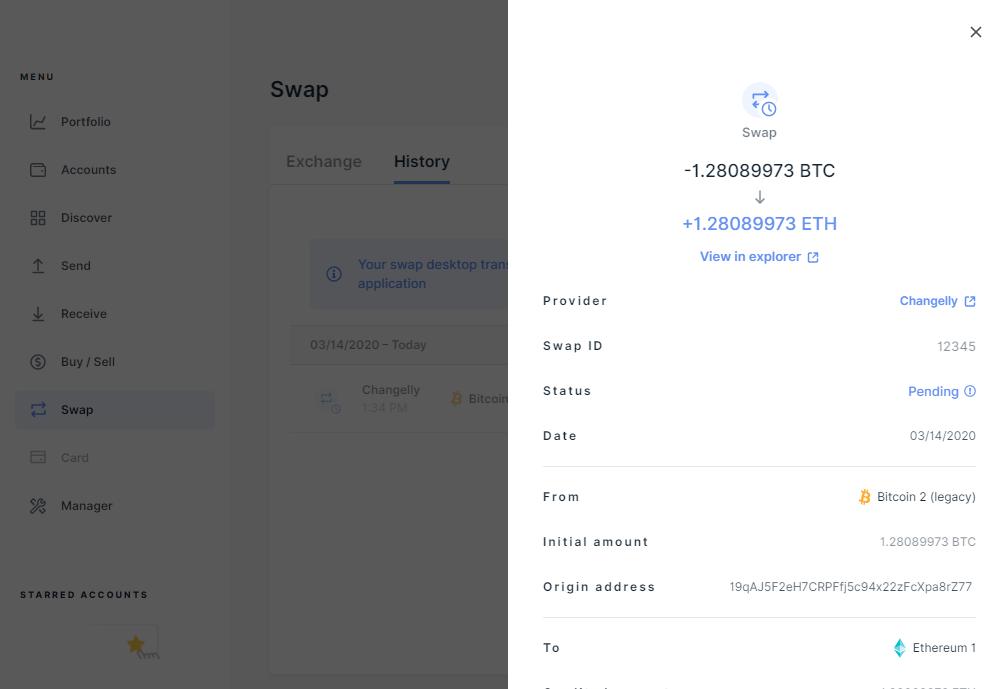 MENU
Portfolio
Accounts
Discover
Send
Receive
Buy / Sell
Swap
Card
Manager
STARRED ACCOUNTS
Swap
Exchange
History
Your swap desktop
application
03/14/2020 – Today
Changelly
1:34 PM
Bitcoin
Swap
-1.28089973 BTC
+1.28089973 ETH
View in explorer
Provider
Changelly
Swap ID
12345
Status
Pending
Date
03/14/2020
From
Bitcoin 2 (legacy)
Initial amount
1.28089973 BTC
Origin address
19qAJ5F2eH7CRPFfj5c94x22zFcXpa8rZ77
To
Ethereum 1